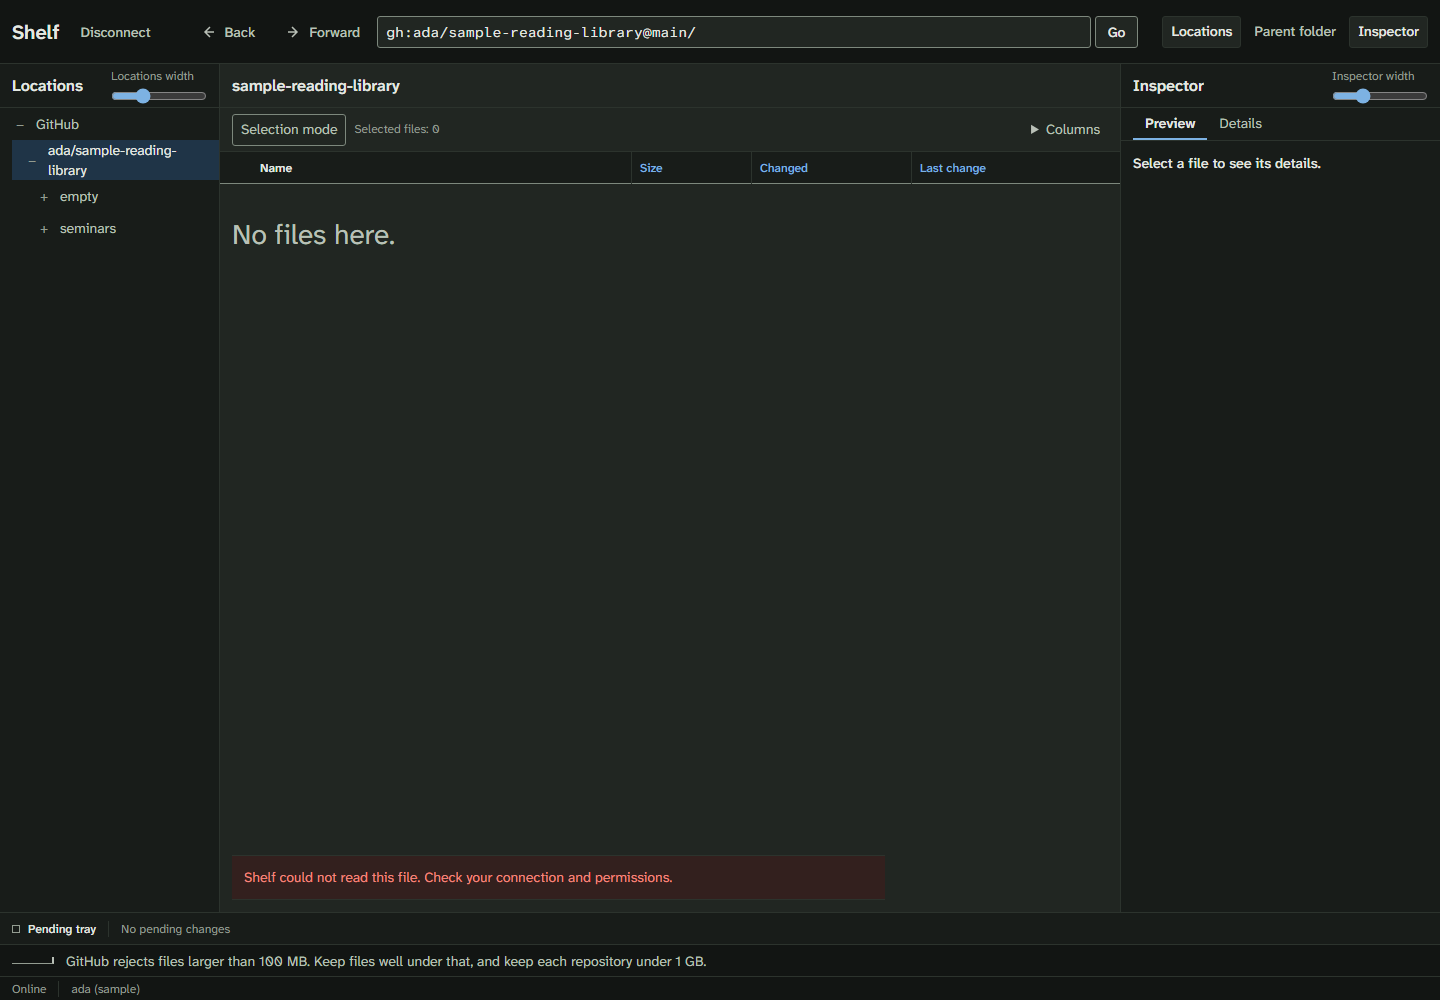 Shelf
Disconnect
Back
Forward
gh:ada/sample-reading-library@main/
Go
Locations
Parent folder
Inspector
Locations
Locations width
GitHub
ada/sample-reading-
library
empty
seminars
sample-reading-library
Selection mode
Selected files: 0
Columns
Name
Size
Changed
Last change
No files here.
Shelf could not read this file. Check your connection and permissions.
Inspector
Inspector width
Preview
Details
Select a file to see its details.
Pending tray
No pending changes
GitHub rejects files larger than 100 MB. Keep files well under that, and keep each repository under 1 GB.
Online
ada (sample)